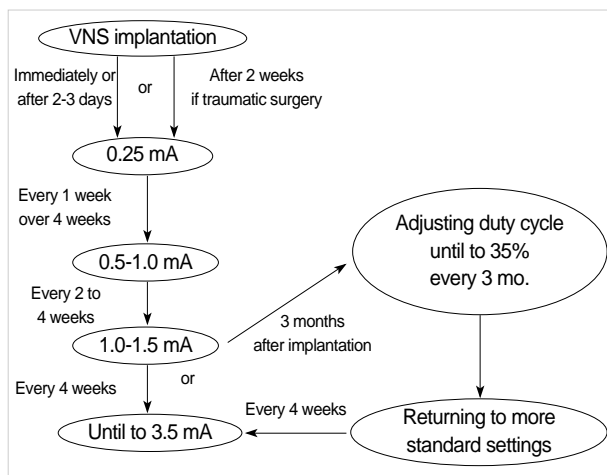 VNS implantation
Immediately or
after 2-3 days
or
After 2 weeks
if traumatic surgery
0.25 mA
Every 1 week
over 4 weeks
0.5-1.0 mA
Every 2 to
4 weeks
1.0-1.5 mA
3 months
after implantation
Adjusting duty cycle
until to 35%
every 3 mo.
Every 4 weeks
or
Until to 3.5 mA
Every 4 weeks
Returning to more
standard settings